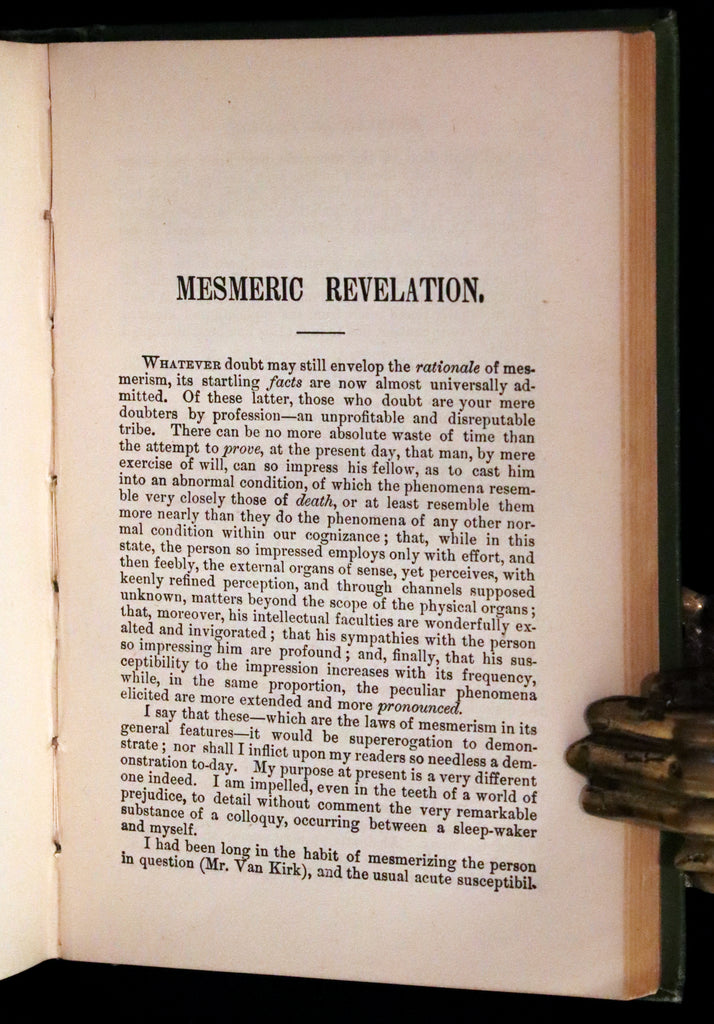 MESMERIC REVELATION.
WHATEVER doubt may still envelop the rationale of mes-
merism, its startling facts are now almost universally ad-
mitted. Of these latter, those who doubt are your mere
doubters by profession—an unprofitable and disreputable
tribe. There can be no more absolute waste of time than
the attempt to prove, at the present day, that man, by mere
exercise of will, can so impress his fellow, as to cast him
into an abnormal condition, of which the phenomena resem-
ble very closely those of death, or at least resemble them
more nearly than they do the phenomena of any other nor-
mal condition within our cognizance; that, while in this
state, the person so impressed employs only with effort, and
then feebly, the external organs of sense, yet perceives, with
keenly refined perception, and through channels supposed
unknown, matters beyond the scope of the physical organs;
that, moreover, his intellectual faculties are wonderfully ex-
alted and invigorated; that his sympathies with the person
so impressing him are profound; and, finally, that his sus-
ceptibility to the impression increases with its frequency,
while, in the same proportion, the peculiar phenomena
elicited are more extended and more pronounced.
I say that these—which are the laws of mesmerism in its
general features—it would be supererogation to demon-
strate; nor shall I inflict upon my readers so needless a dem-
onstration to-day. My purpose at present is a very different
one indeed. I am impelled, even in the teeth of a world of
prejudice, to detail without comment the very remarkable
substance of a colloquy, occurring between a sleep-waker
and myself.
I had been long in the habit of mesmerizing the person
in question (Mr. Van Kirk), and the usual acute susceptibil-